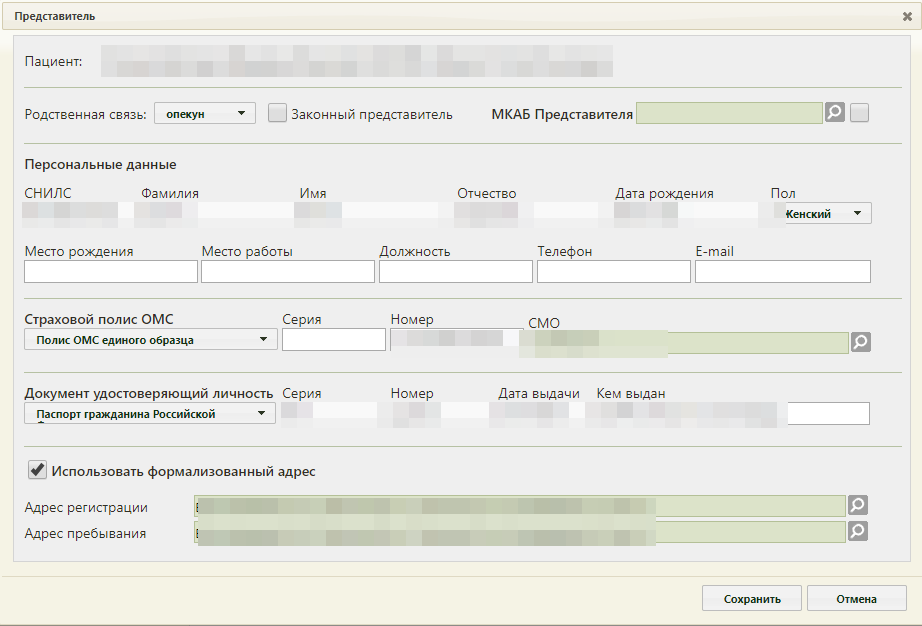 Представитель
Пациент:
Родственная связь: опекун Законный представитель МКАБ Представителя
Персональные данные
СНИЛС Фамилия Имя Отчество Дата рождения Пол
Женский
Место рождения Место работы Должность Телефон E-mail
Страховой полис ОМС Серия Номер СМО
Полис ОМС единого образца
Документ удостоверяющий личность Серия Номер Дата выдачи Кем выдан
Паспорт гражданина Российской
Использовать формализованный адрес
Адрес регистрации
Адрес пребывания
Сохранить Отмена